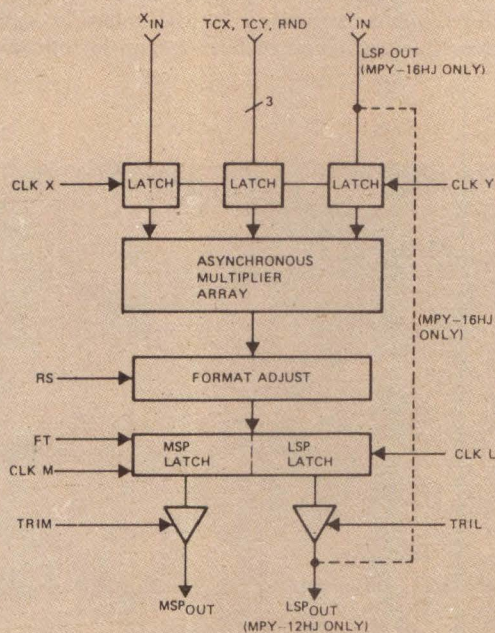 XIN
TCX, TCY, RND
YIN
LSP OUT
(MPY-16HJ ONLY)
3
CLK X
LATCH
LATCH
LATCH
CLK Y
ASYNCHRONOUS
MULTIPLIER
ARRAY
(MPY-16HJ
ONLY)
RS
FORMAT ADJUST
FT
CLK M
MSP
LATCH
LSP
LATCH
CLK L
TRIM
TRIL
MSPOUT
LSPOUT
(MPY-12HJ ONLY)